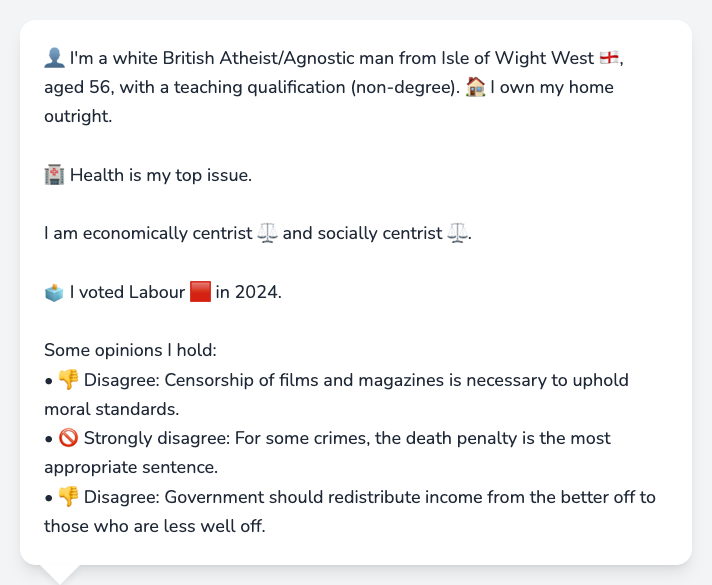 👤 I'm a white British Atheist/Agnostic man from Isle of Wight West 🏴󠁧󠁢󠁥󠁮󠁧󠁿,
aged 56, with a teaching qualification (non-degree). 🏠 I own my home
outright.
🏥 Health is my top issue.
I am economically centrist ⚖️ and socially centrist ⚖️.
🗳️ I voted Labour 🟥 in 2024.
Some opinions I hold:
• 👎 Disagree: Censorship of films and magazines is necessary to uphold
moral standards.
• 🚫 Strongly disagree: For some crimes, the death penalty is the most
appropriate sentence.
• 👎 Disagree: Government should redistribute income from the better off to
those who are less well off.